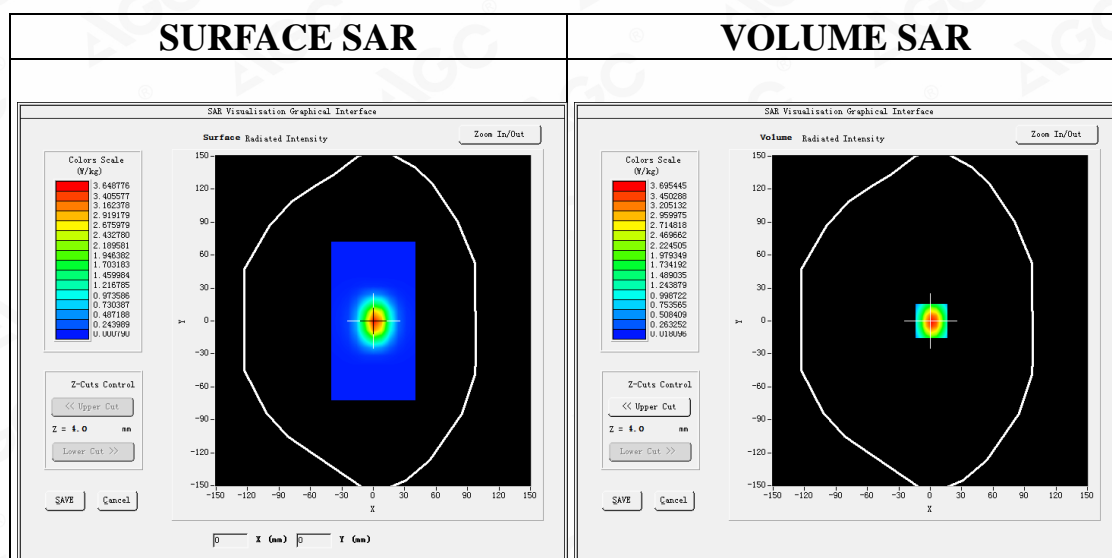 SURFACE SAR
VOLUME SAR
SAR Visualisation Graphical Interface
Surface Radiated Intensity
Zoom In/Out
Colors Scale
(W/kg)
3.648776
3.405577
3.162378
2.919179
2.675979
2.432780
2.189581
1.946382
1.703183
1.459984
1.216785
0.973586
0.730387
0.487188
0.243989
0.000790
Z-Cuts Control
<< Upper Cut
Z = 4.0 mm
Lower Cut >>
SAVE
Cancel
150
120
90
60
30
0
-30
-60
-90
-120
-150
Y
-150 -120 -90 -60 -30 0 30 60 90 120 150
X
0 X (mm) 0 Y (mm)
SAR Visualisation Graphical Interface
Volume Radiated Intensity
Zoom In/Out
Colors Scale
(W/kg)
3.695445
3.450288
3.205132
2.959975
2.714818
2.469662
2.224505
1.979349
1.734192
1.489035
1.243879
0.998722
0.753565
0.508409
0.263252
0.018096
Z-Cuts Control
<< Upper Cut
Z = 4.0 mm
Lower Cut >>
SAVE
Cancel
150
120
90
60
30
0
-30
-60
-90
-120
-150
Y
-150 -120 -90 -60 -30 0 30 60 90 120 150
X
AGC